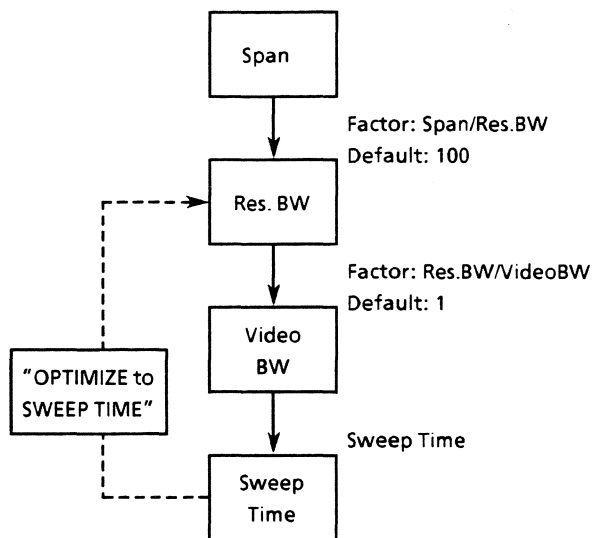 Span
Factor: Span/Res.BW
Default: 100
Res. BW
Factor: Res.BW/VideoBW
Default: 1
Video
BW
"OPTIMIZE to
SWEEP TIME"
Sweep Time
Sweep
Time